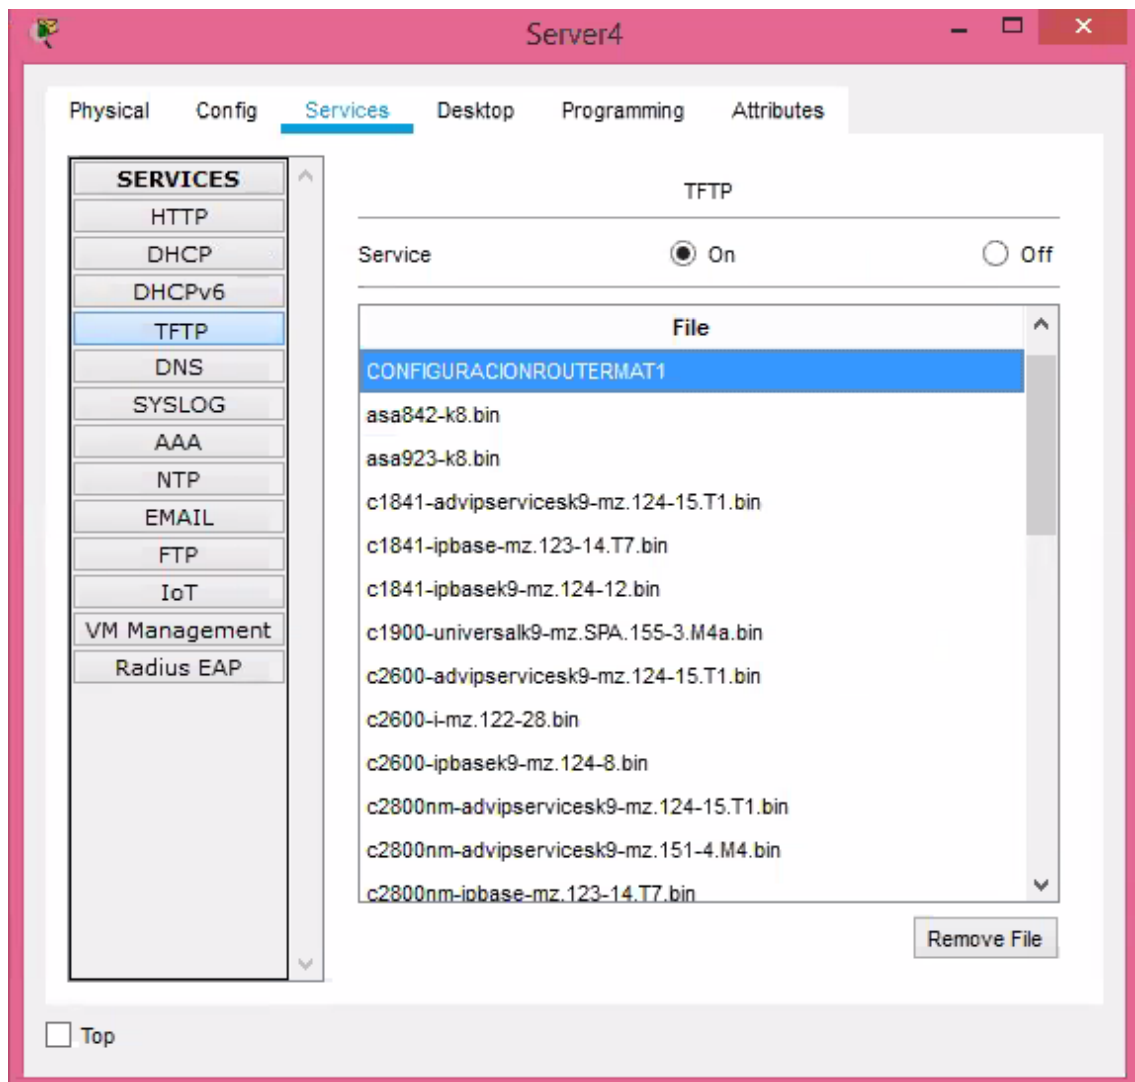 Server4
Physical Config Services Desktop Programming Attributes
SERVICES
HTTP
DHCP
DHCPv6
TFTP
DNS
SYSLOG
AAA
NTP
EMAIL
FTP
IoT
VM Management
Radius EAP
TFTP
Service On Off
File
CONFIGURACIONROUTERMAT1
asa842-k8.bin
asa923-k8.bin
c1841-advipservicesk9-mz.124-15.T1.bin
c1841-ipbase-mz.123-14.T7.bin
c1841-ipbasek9-mz.124-12.bin
c1900-universalk9-mz.SPA.155-3.M4a.bin
c2600-advipservicesk9-mz.124-15.T1.bin
c2600-i-mz.122-28.bin
c2600-ipbasek9-mz.124-8.bin
c2800nm-advipservicesk9-mz.124-15.T1.bin
c2800nm-advipservicesk9-mz.151-4.M4.bin
c2800nm-ipbase-mz.123-14.T7.bin
Remove File
Top